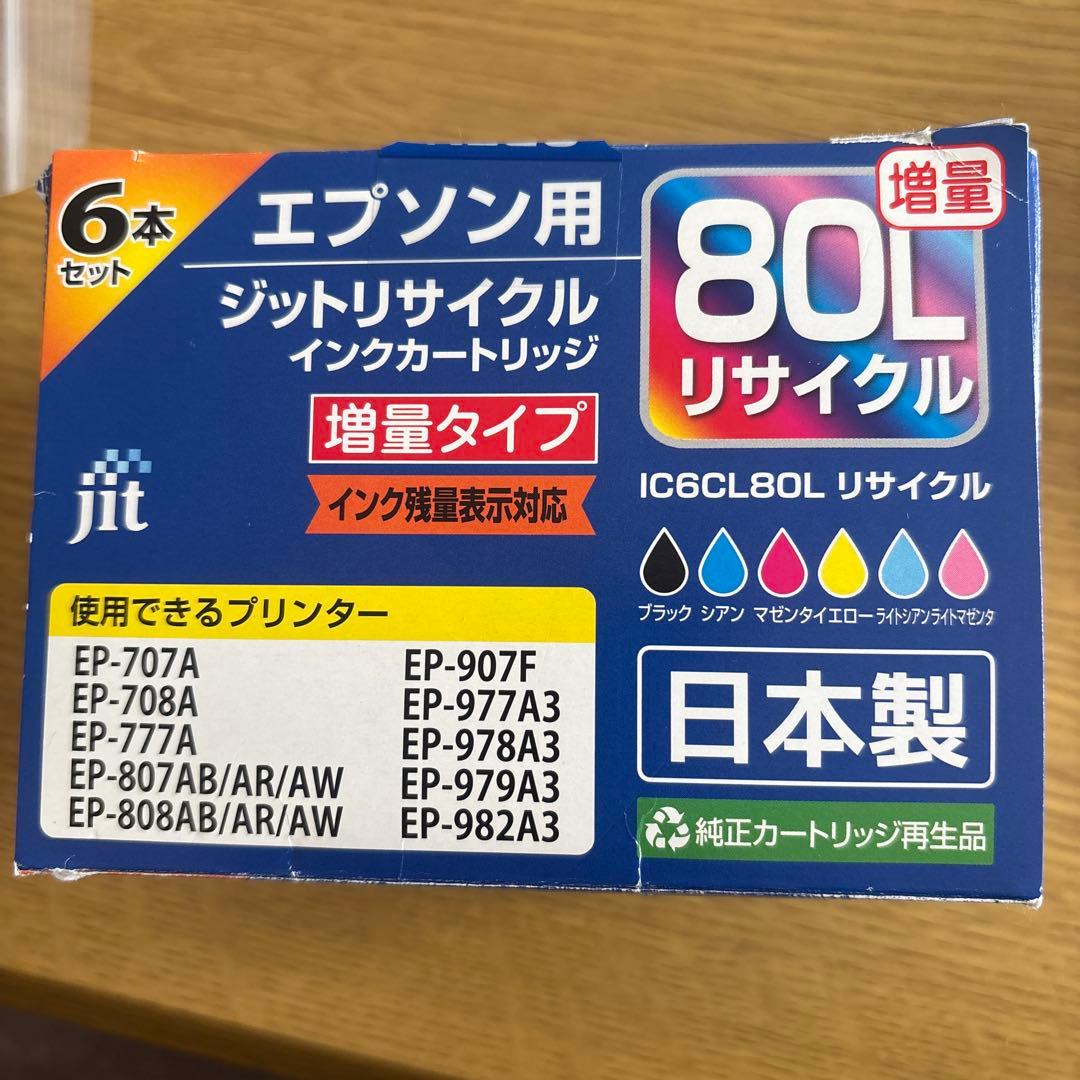 6本
セット
エプソン用
ジットリサイクル
インクカートリッジ
増量タイプ
インク残量表示対応
jit
増量
80L
リサイクル
IC6CL80L リサイクル
ブラック シアン マゼンタ イエロー ライトシアン ライトマゼンタ
使用できるプリンター
EP-707A
EP-708A
EP-777A
EP-807AB/AR/AW
EP-808AB/AR/AW
EP-907F
EP-977A3
EP-978A3
EP-979A3
EP-982A3
日本製
純正カートリッジ再生品